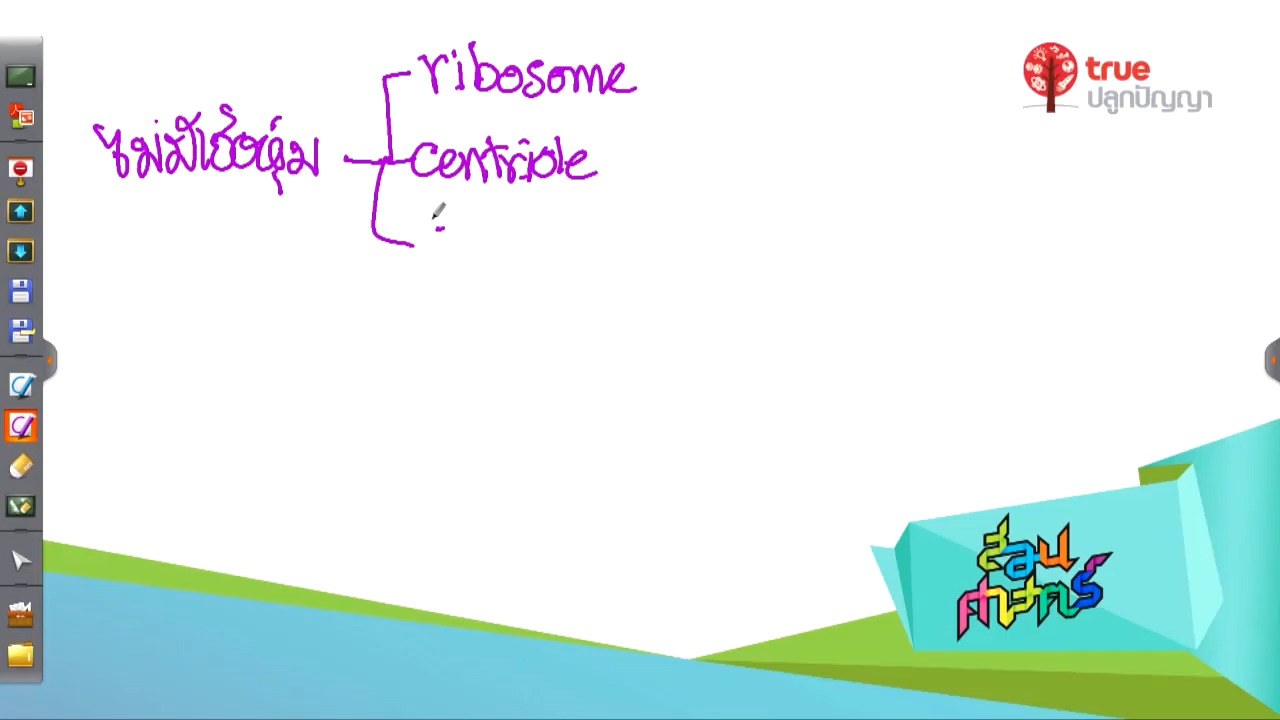 ribosome
true
ปลูกปัญญา
ไม่มีเยื่อหุ้ม
centriole
สอน
ศาสตร์